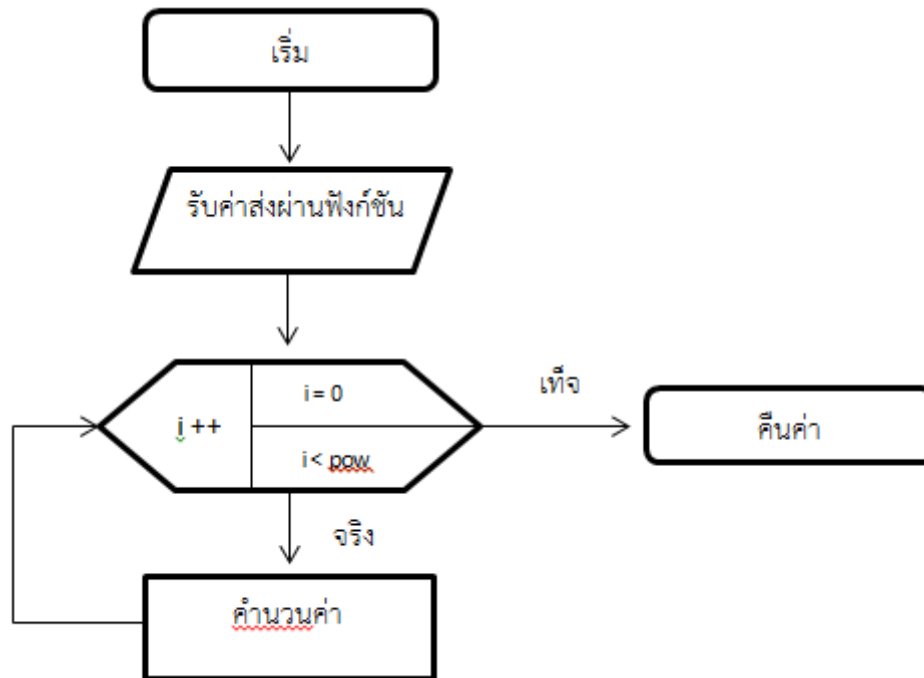 เริ่ม
รับค่าส่งผ่านฟังก์ชัน
i ++
i = 0
i < pow
เท็จ
คืนค่า
จริง
คำนวนค่า